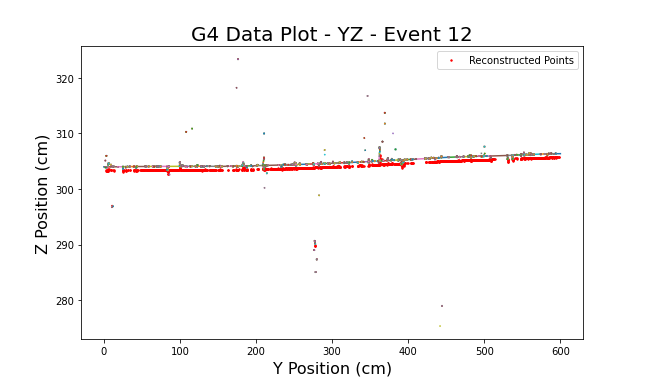 G4 Data Plot - YZ - Event 12
Reconstructed Points
320
310
300
290
280
Z Position (cm)
0 100 200 300 400 500 600
Y Position (cm)